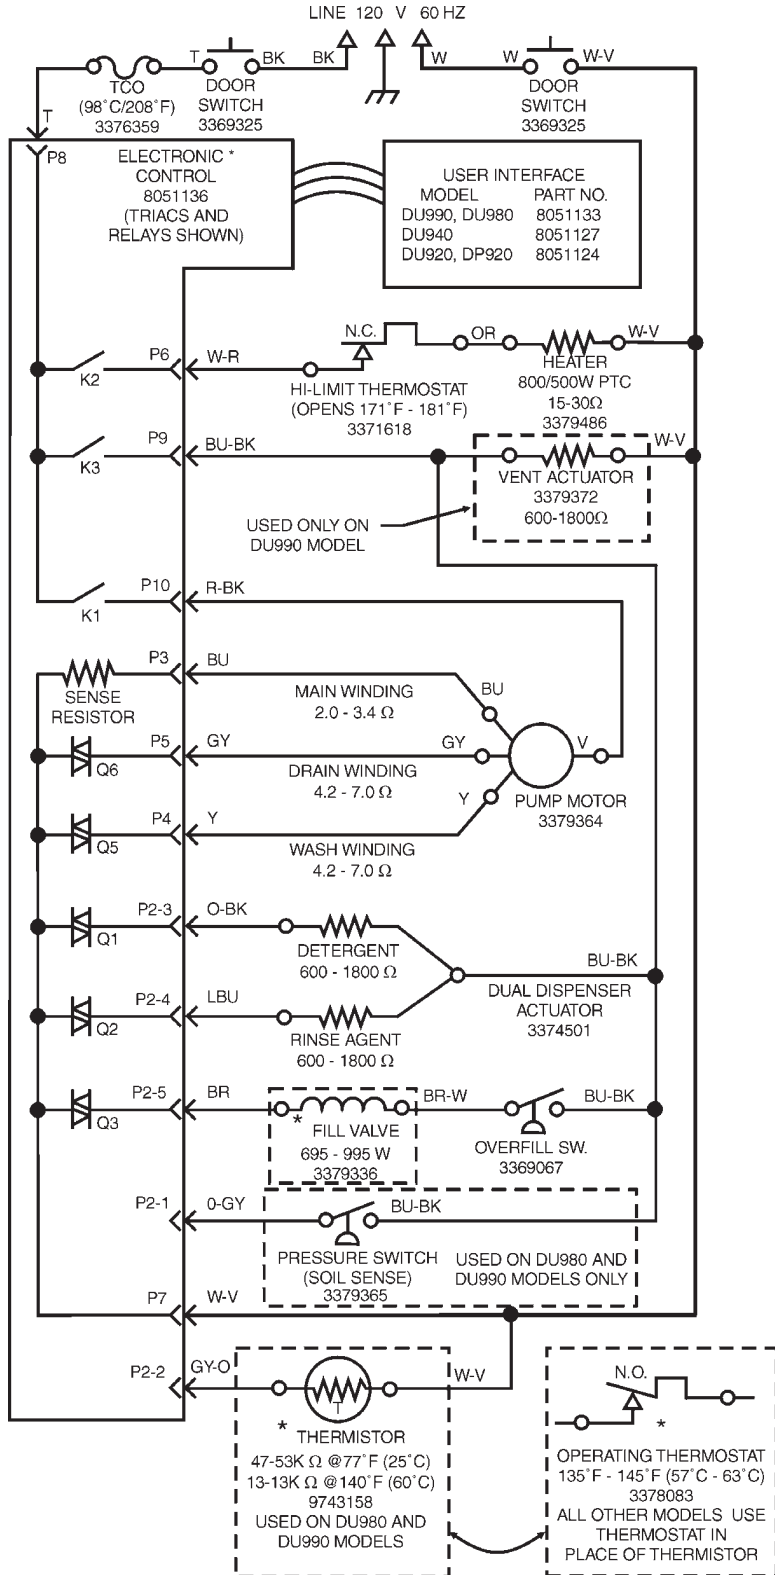 LINE 120 V 60 HZ
T
BK
BK
W
W
W-V
TCO
(98°C/208°F)
3376359
DOOR
SWITCH
3369325
DOOR
SWITCH
3369325
T
P8
ELECTRONIC *
CONTROL
8051136
(TRIACS AND
RELAYS SHOWN)
USER INTERFACE
MODEL PART NO.
DU990, DU980 8051133
DU940 8051127
DU920, DP920 8051124
K2
P6
W-R
N.C.
OR
W-V
HI-LIMIT THERMOSTAT
(OPENS 171°F - 181°F)
3371618
HEATER
800/500W PTC
15-30Ω
3379486
K3
P9
BU-BK
W-V
VENT ACTUATOR
3379372
600-1800Ω
USED ONLY ON
DU990 MODEL
K1
P10
R-BK
P3
BU
SENSE
RESISTOR
MAIN WINDING
2.0 - 3.4 Ω
BU
Q6
P5
GY
GY
V
DRAIN WINDING
4.2 - 7.0 Ω
Y
PUMP MOTOR
3379364
Q5
P4
Y
WASH WINDING
4.2 - 7.0 Ω
Q1
P2-3
O-BK
DETERGENT
600 - 1800 Ω
BU-BK
DUAL DISPENSER
ACTUATOR
3374501
Q2
P2-4
LBU
RINSE AGENT
600 - 1800 Ω
Q3
P2-5
BR
*
FILL VALVE
695 - 995 W
3379336
BR-W
BU-BK
OVERFILL SW.
3369067
P2-1
0-GY
BU-BK
PRESSURE SWITCH
(SOIL SENSE)
3379365
USED ON DU980 AND
DU990 MODELS ONLY
P7
W-V
P2-2
GY-O
T
W-V
*
THERMISTOR
47-53K Ω @77°F (25°C)
13-13K Ω @140°F (60°C)
9743158
USED ON DU980 AND
DU990 MODELS
N.O.
*
OPERATING THERMOSTAT
135°F - 145°F (57°C - 63°C)
3378083
ALL OTHER MODELS USE
THERMOSTAT IN
PLACE OF THERMISTOR